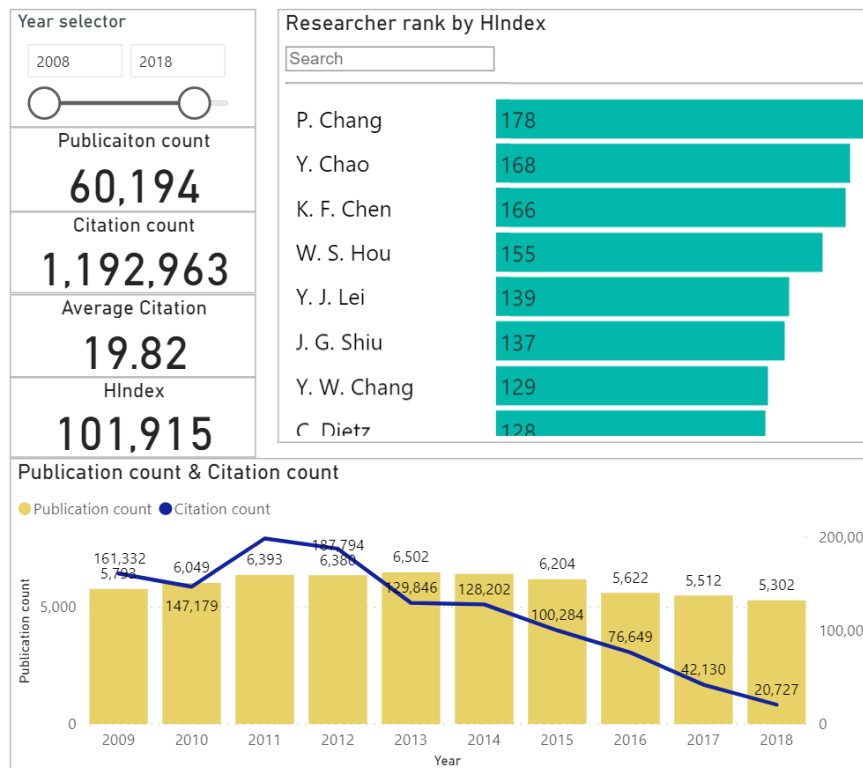 Year selector
2008
2018
Publicaiton count
60,194
Citation count
1,192,963
Average Citation
19.82
HIndex
101,915
Researcher rank by HIndex
Search
P. Chang 178
Y. Chao 168
K. F. Chen 166
W. S. Hou 155
Y. J. Lei 139
J. G. Shiu 137
Y. W. Chang 129
C. Dietz 128
Publication count & Citation count
Publication count Citation count
161,332
5,793
6,049
147,179
6,393
187,794
6,380
6,502
129,846
128,202
6,204
100,284
5,622
76,649
5,512
42,130
5,302
20,727
Publication count
5,000
0
200,00
100,00
0
2009 2010 2011 2012 2013 2014 2015 2016 2017 2018
Year